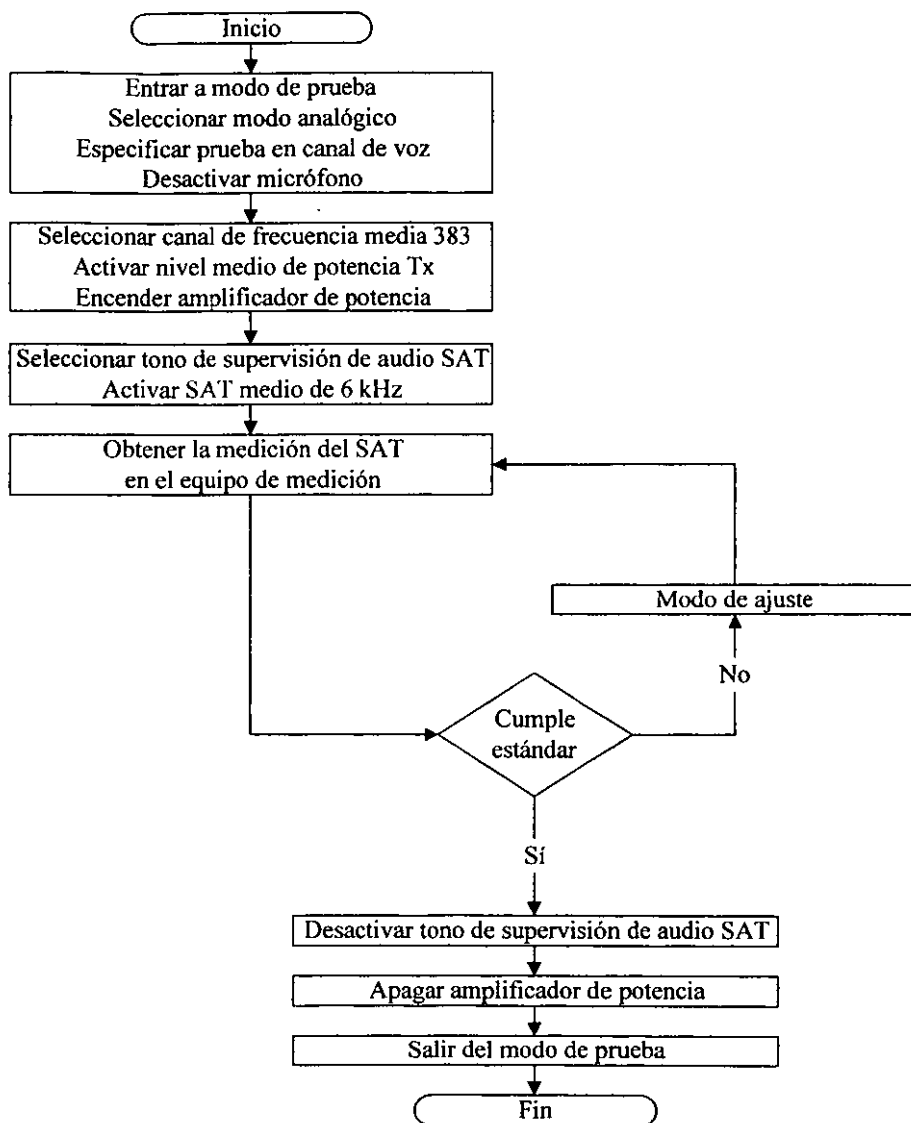 Inicio
Entrar a modo de prueba
Seleccionar modo analógico
Especificar prueba en canal de voz
Desactivar micrófono
Seleccionar canal de frecuencia media 383
Activar nivel medio de potencia Tx
Encender amplificador de potencia
Seleccionar tono de supervisión de audio SAT
Activar SAT medio de 6 kHz
Obtener la medición del SAT
en el equipo de medición
Modo de ajuste
No
Cumple
estándar
Sí
Desactivar tono de supervisión de audio SAT
Apagar amplificador de potencia
Salir del modo de prueba
Fin